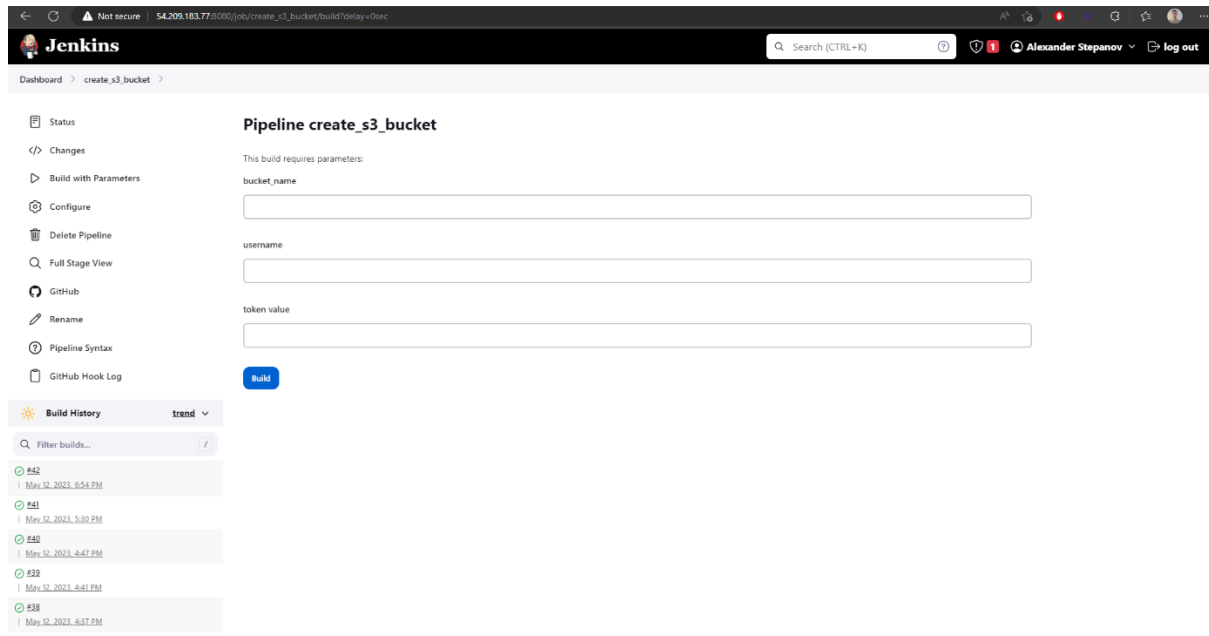 Not secure 54.209.183.77:8080/job/create_s3_bucket/build?delay=0sec
Jenkins
Search (CTRL+K)
1
Alexander Stepanov
log out
Dashboard > create_s3_bucket >
Status
Changes
Build with Parameters
Configure
Delete Pipeline
Full Stage View
GitHub
Rename
Pipeline Syntax
GitHub Hook Log
Build History trend
Filter builds... /
#42
May 12, 2023, 6:54 PM
#41
May 12, 2023, 5:30 PM
#40
May 12, 2023, 4:47 PM
#39
May 12, 2023, 4:41 PM
#38
May 12, 2023, 4:37 PM
Pipeline create_s3_bucket
This build requires parameters:
bucket_name
username
token value
Build